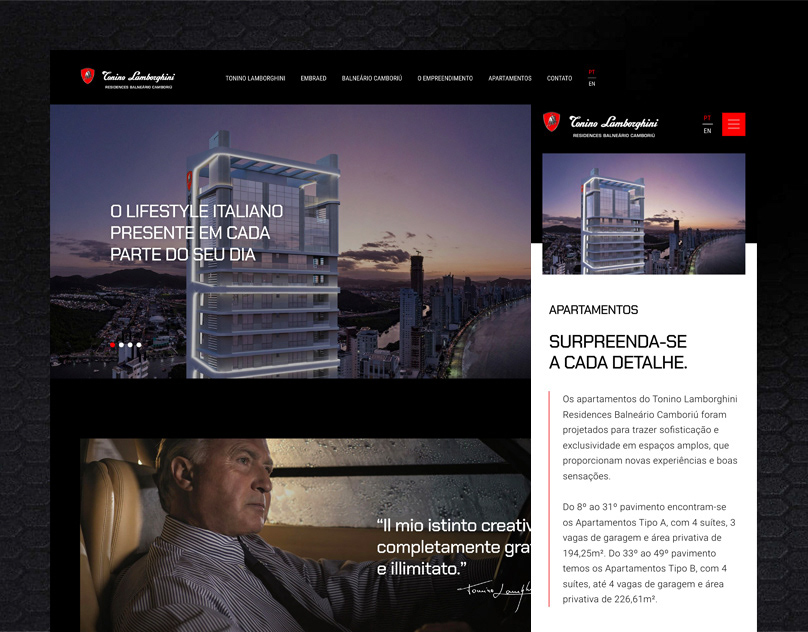 Tonino Lamborghini
RESIDENCES BALNEÁRIO CAMBORIÚ
TONINO LAMBORGHINI
EMBRAED
BALNEÁRIO CAMBORIÚ
O EMPREENDIMENTO
APARTAMENTOS
CONTATO
PT
EN
O LIFESTYLE ITALIANO
PRESENTE EM CADA
PARTE DO SEU DIA
“Il mio istinto creativ
completamente gra
e illimitato.”
Tonino Lamborghini
RESIDENCES BALNEÁRIO CAMBORIÚ
PT
EN
APARTAMENTOS
SURPREENDA-SE
A CADA DETALHE.
Os apartamentos do Tonino Lamborghini
Residences Balneário Camboriú foram
projetados para trazer sofisticação e
exclusividade em espaços amplos, que
proporcionam novas experiências e boas
sensações.
Do 8º ao 31º pavimento encontram-se
os Apartamentos Tipo A, com 4 suítes, 3
vagas de garagem e área privativa de
194,25m². Do 33º ao 49º pavimento
temos os Apartamentos Tipo B, com 4
suítes, até 4 vagas de garagem e área
privativa de 226,61m².